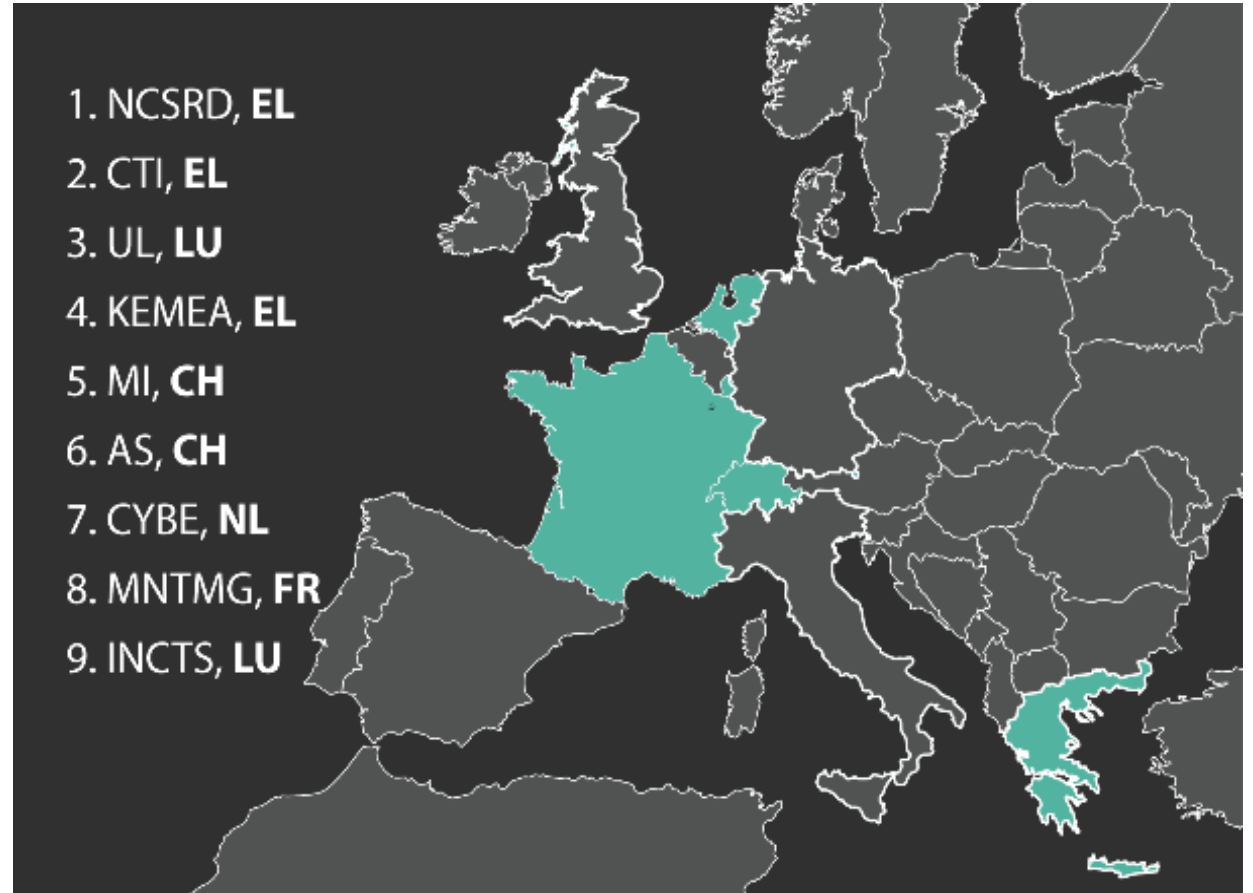 1. NCSRD, EL
2. CTI, EL
3. UL, LU
4. KEMEA, EL
5. MI, CH
6. AS, CH
7. CYBE, NL
8. MNTMG, FR
9. INCTS, LU